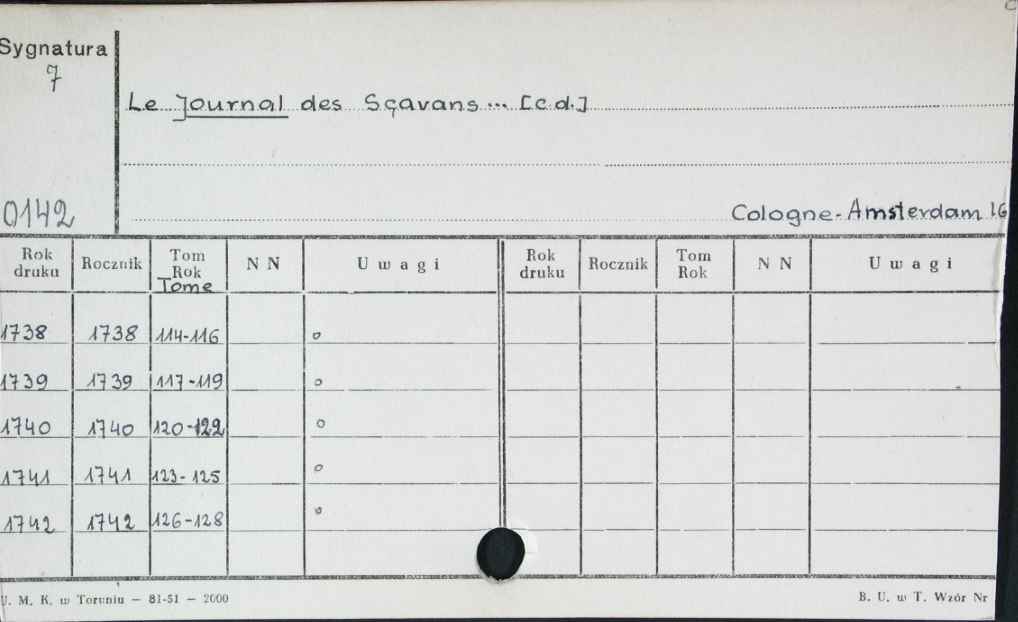 Sygnatura
7
Le Journal des Sçavans... [c.d.]
0142
Cologne-Amsterdam 16
Rok druku Rocznik Tom Rok Tome N N Uwagi Rok druku Rocznik Tom Rok N N Uwagi
1738 1738 114-116 o
1739 1739 117-119 o
1740 1740 120-122 o
1741 1741 123-125 o
1742 1742 126-128 o
U. M. K. w Toruniu — 81-51 — 2000 B. U. w T. Wzór Nr